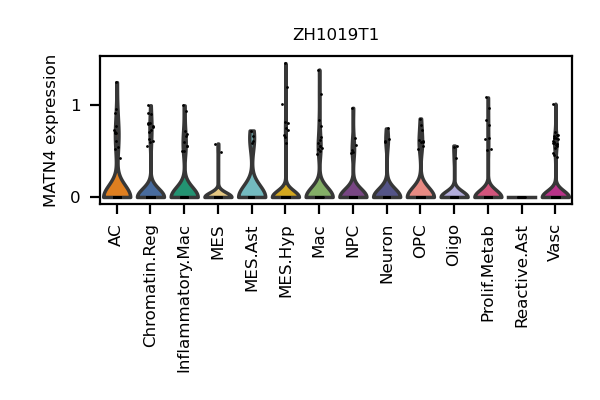 ZH1019T1
MATN4 expression
1
0
AC
Chromatin.Reg
Inflammatory.Mac
MES
MES.Ast
MES.Hyp
Mac
NPC
Neuron
OPC
Oligo
Prolif.Metab
Reactive.Ast
Vasc